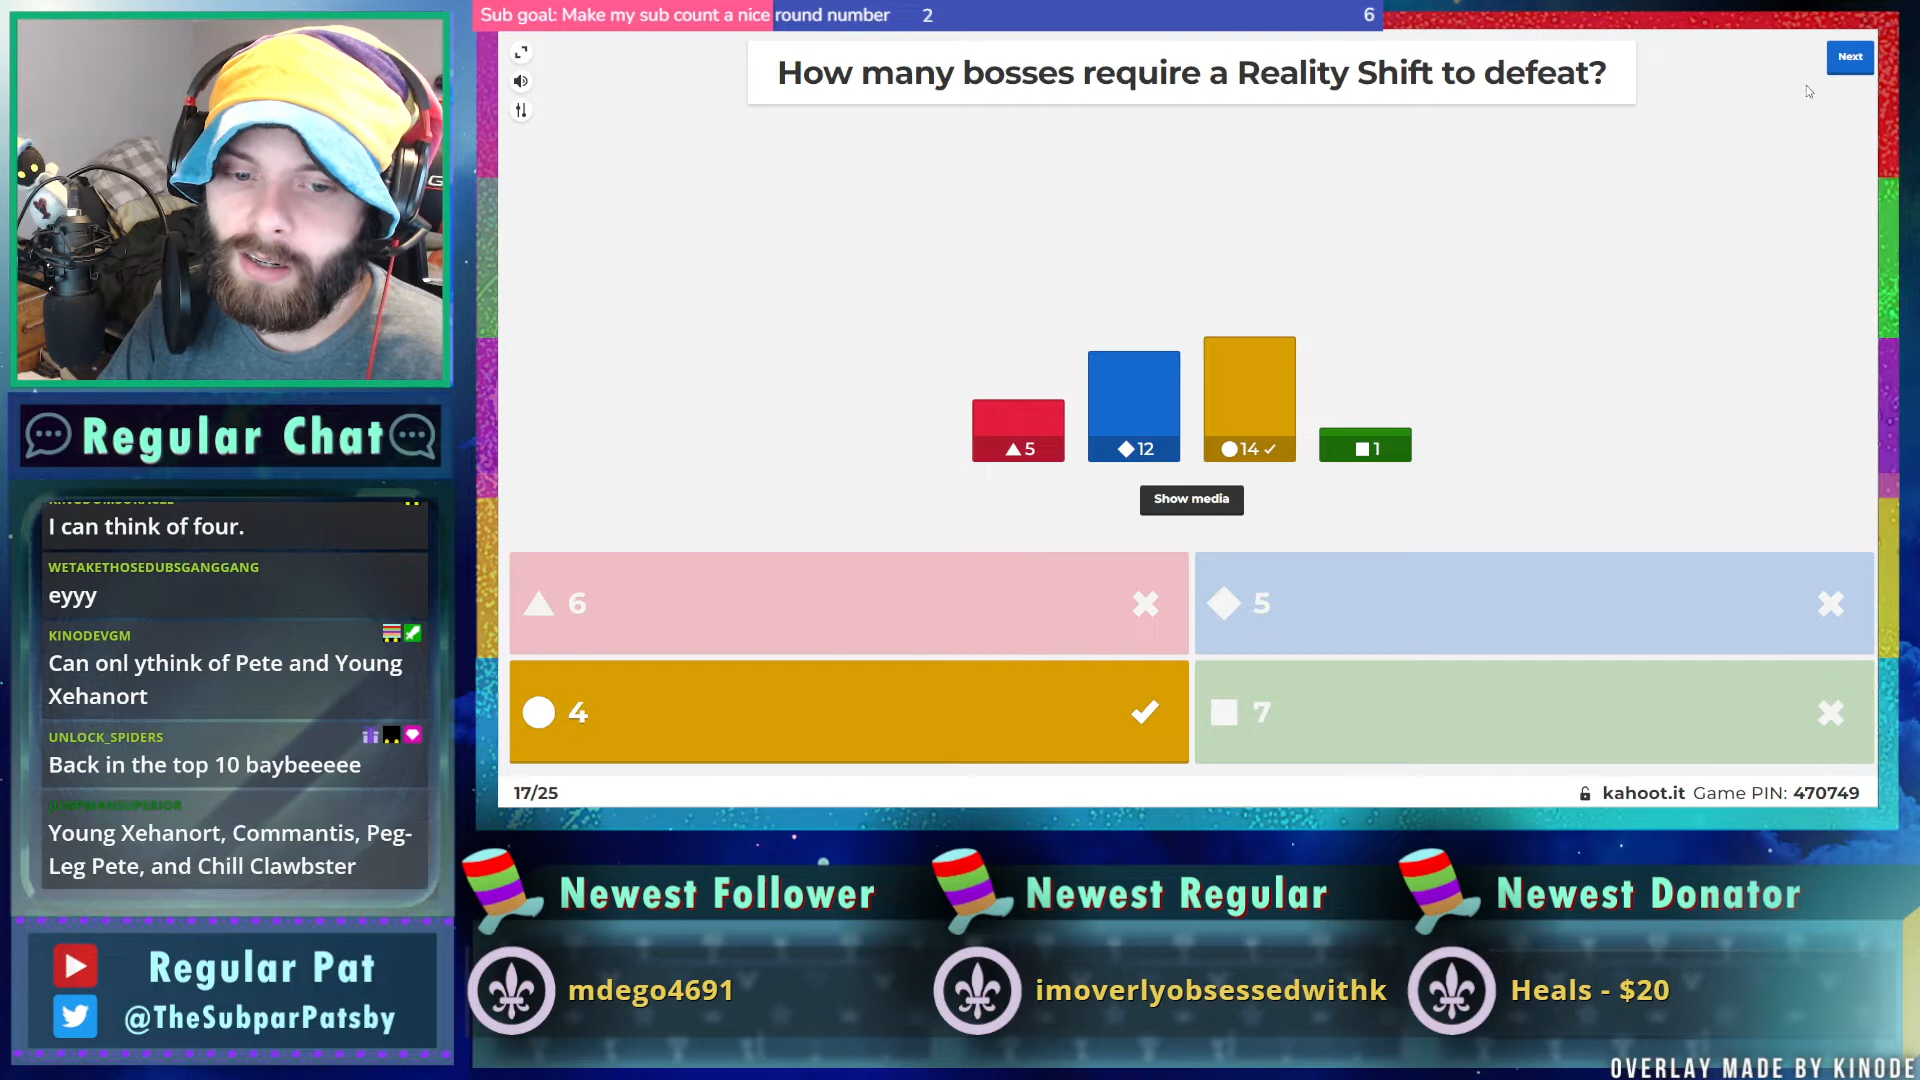 Sub goal: Make my sub count a nice round number 2 6
How many bosses require a Reality Shift to defeat?
Next
5
12
14
1
Show media
6
5
4
7
17/25
kahoot.it Game PIN: 470749
Regular Chat
I can think of four.
WETAKETHOSEDUBSGANGGANG
eyyy
KINODEVGM
Can onl ythink of Pete and Young
Xehanort
UNLOCK_SPIDERS
Back in the top 10 baybeeeee
Young Xehanort, Commantis, Peg-
Leg Pete, and Chill Clawbster
Regular Pat
@TheSubparPatsby
Newest Follower
mdego4691
Newest Regular
imoverlyobsessedwithk
Newest Donator
Heals - $20
OVERLAY MADE BY KINODE